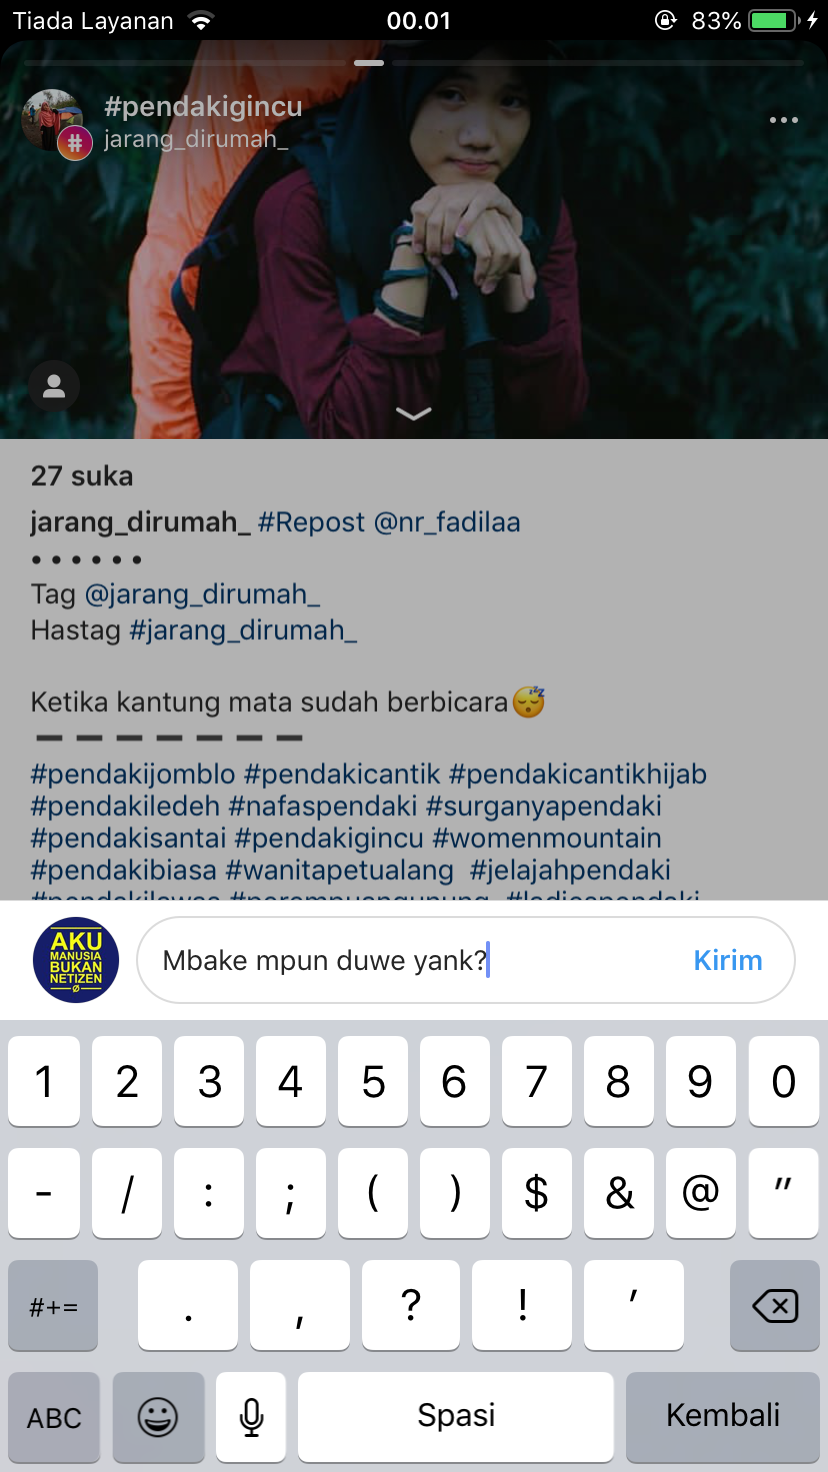 Tiada Layanan 00.01 83%
#pendakigincu
#
jarang_dirumah_
27 suka
jarang_dirumah_ #Repost @nr_fadilaa
• • • • • •
Tag @jarang_dirumah_
Hastag #jarang_dirumah_
Ketika kantung mata sudah berbicara😴
➖➖➖➖➖➖➖
#pendakijomblo #pendakicantik #pendakicantikhijab
#pendakiledeh #nafaspendaki #surganyapendaki
#pendakisantai #pendakigincu #womenmountain
#pendakibiasa #wanitapetualang #jelajahpendaki
AKU
MANUSIA
BUKAN
NETIZEN
Mbake mpun duwe yank? Kirim
1 2 3 4 5 6 7 8 9 0
- / : ; ( ) $ & @ "
#+= . , ? ! '
ABC Spasi Kembali